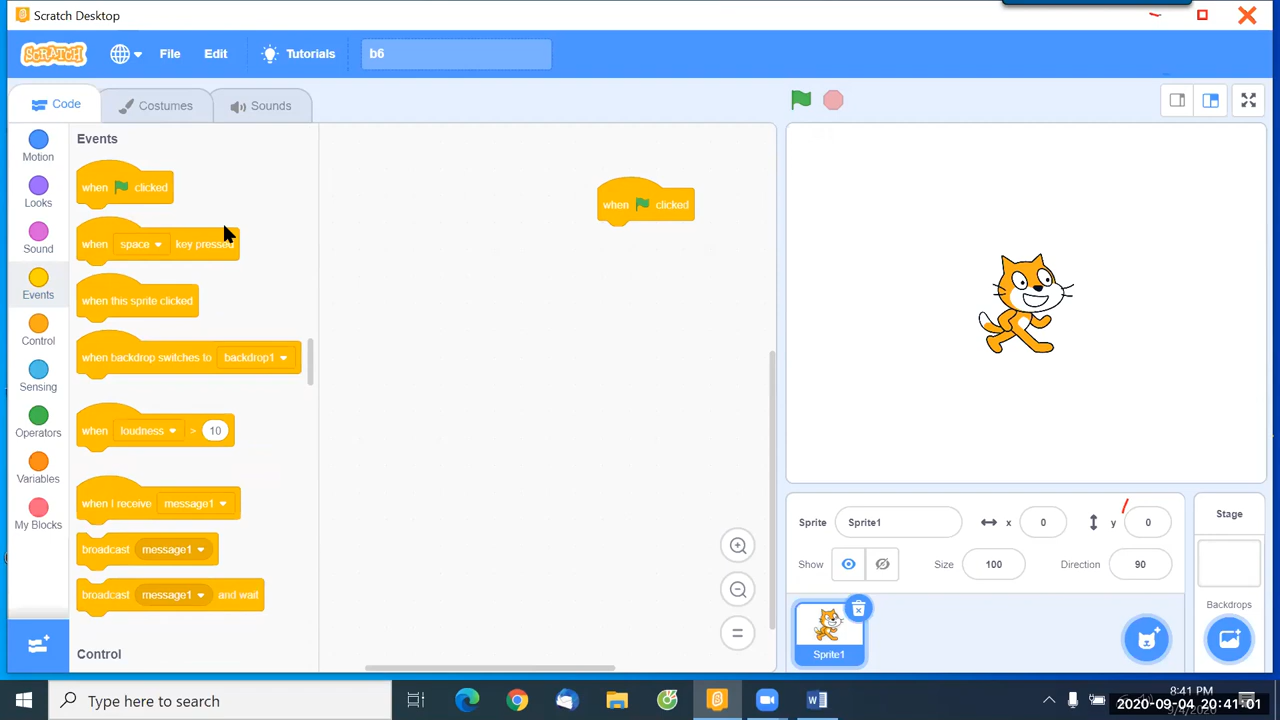 Scratch Desktop
SCRATCH
File
Edit
Tutorials
b6
Code
Costumes
Sounds
Motion
Looks
Sound
Events
Control
Sensing
Operators
Variables
My Blocks
Events
when clicked
when space key pressed
when this sprite clicked
when backdrop switches to backdrop1
when loudness > 10
when I receive message1
broadcast message1
broadcast message1 and wait
Control
when clicked
Sprite
Sprite1
x
0
y
0
Show
Size
100
Direction
90
Sprite1
Stage
Backdrops
Type here to search
8:41 PM
2020-09-04 20:41:01